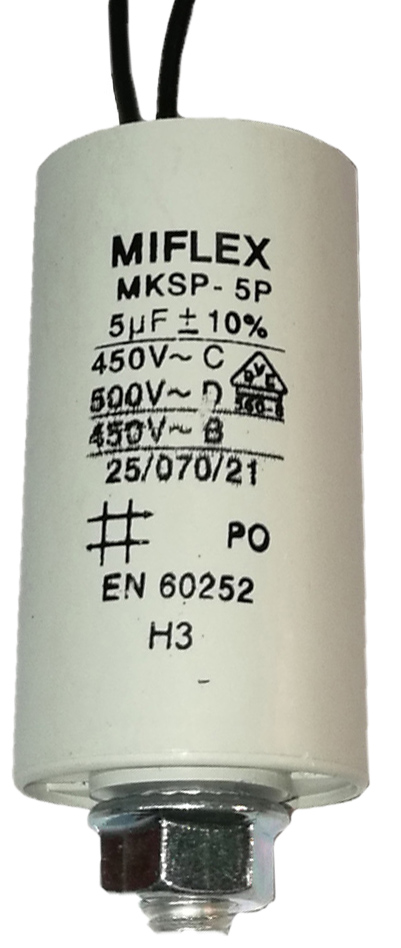 MIFLEX
MKSP- 5P
5µF ± 10%
450V~ C
500V~ D
450V~ B
25/070/21
PO
EN 60252
H3